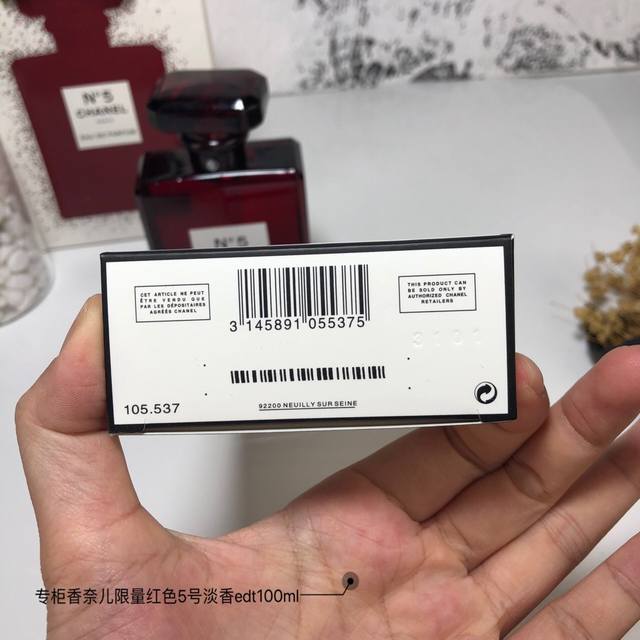 N°5
CHANEL
EAU DE PARFUM
N°5
CET ARTICLE NE PEUT
ÊTRE VENDU QUE
PAR LES DÉPOSITAIRES
AGRÉÉS CHANEL
3 145891 055375
THIS PRODUCT CAN
BE SOLD ONLY BY
AUTHORIZED CHANEL
RETAILERS
105.537
92200 NEUILLY SUR SEINE
专柜香奈儿限量红色5号淡香edt100ml